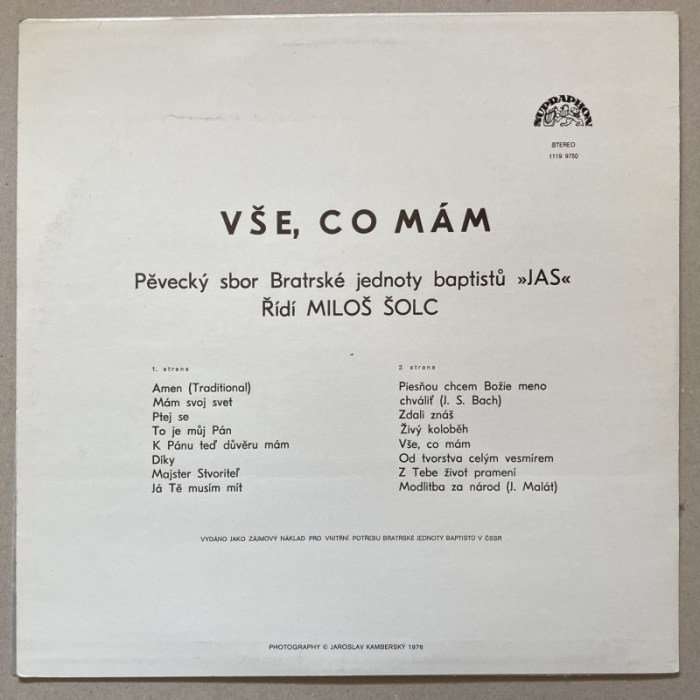 SUPRAPHON
STEREO
1119 9750
VŠE, CO MÁM
Pěvecký sbor Bratrské jednoty baptistů »JAS«
Řídí MILOŠ ŠOLC
1. strana
Amen (Traditional)
Mám svoj svet
Ptej se
To je můj Pán
K Pánu teď důvěru mám
Díky
Majster Stvoriteľ
Já Tě musím mít
2. strana
Piesňou chcem Božie meno
chváliť (J. S. Bach)
Zdali znáš
Živý koloběh
Vše, co mám
Od tvorstva celým vesmírem
Z Tebe život pramení
Modlitba za národ (J. Malát)
VYDÁNO JAKO ZÁJMOVÝ NÁKLAD PRO VNITŘNÍ POTŘEBU BRATRSKÉ JEDNOTY BAPTISTŮ V ČSSR
PHOTOGRAPHY © JAROSLAV KAMBERSKÝ 1976